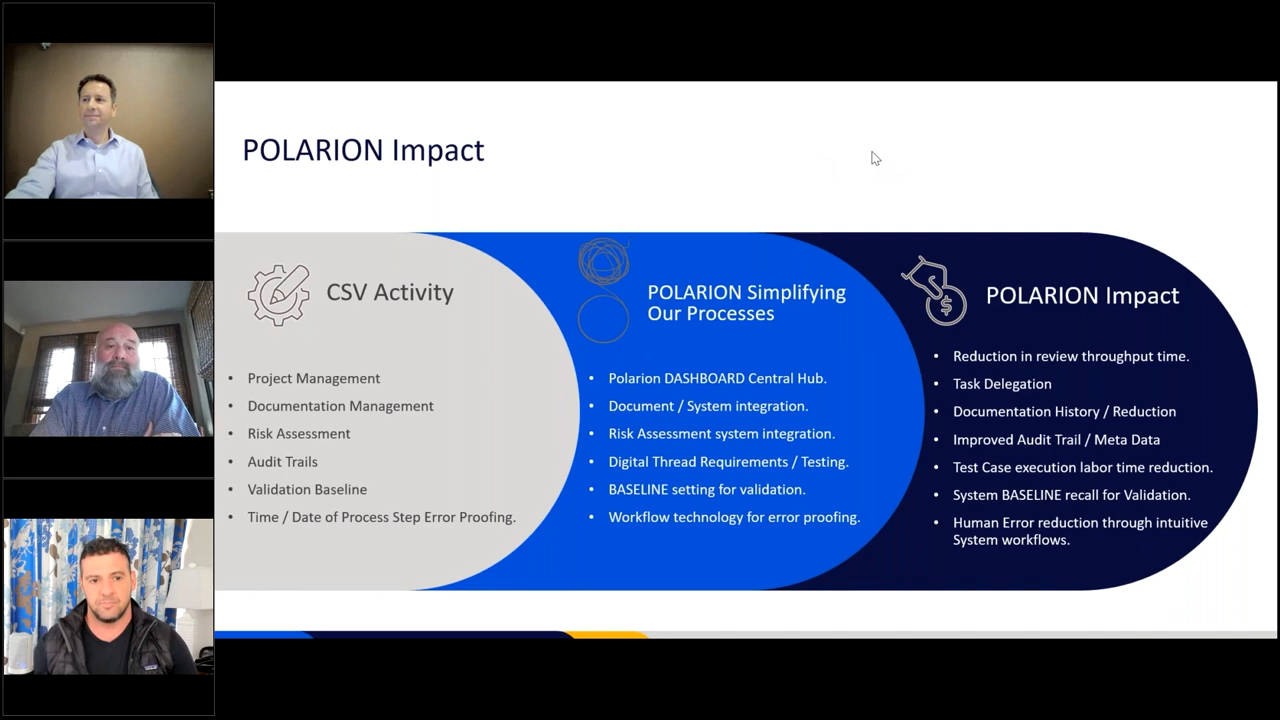 POLARION Impact
CSV Activity
• Project Management
• Documentation Management
• Risk Assessment
• Audit Trails
• Validation Baseline
• Time / Date of Process Step Error Proofing.
POLARION Simplifying
Our Processes
• Polarion DASHBOARD Central Hub.
• Document / System integration.
• Risk Assessment system integration.
• Digital Thread Requirements / Testing.
• BASELINE setting for validation.
• Workflow technology for error proofing.
$
POLARION Impact
• Reduction in review throughput time.
• Task Delegation
• Documentation History / Reduction
• Improved Audit Trail / Meta Data
• Test Case execution labor time reduction.
• System BASELINE recall for Validation.
• Human Error reduction through intuitive
System workflows.